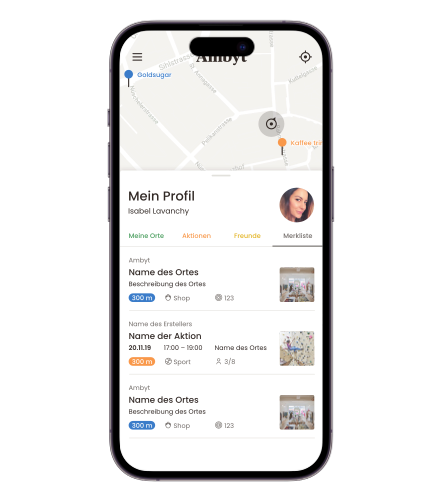 Ambyt
Goldsugar
Kaffee
Mein Profil
Isabel Lavanchy
Meine Orte Aktionen Freunde Merkliste
Ambyt
Name des Ortes
Beschreibung des Ortes
300 m Shop 123
Name des Erstellers
Name der Aktion
20.11.19 17:00 – 19:00 Name des Ortes
300 m Sport 3/8
Ambyt
Name des Ortes
Beschreibung des Ortes
300 m Shop 123